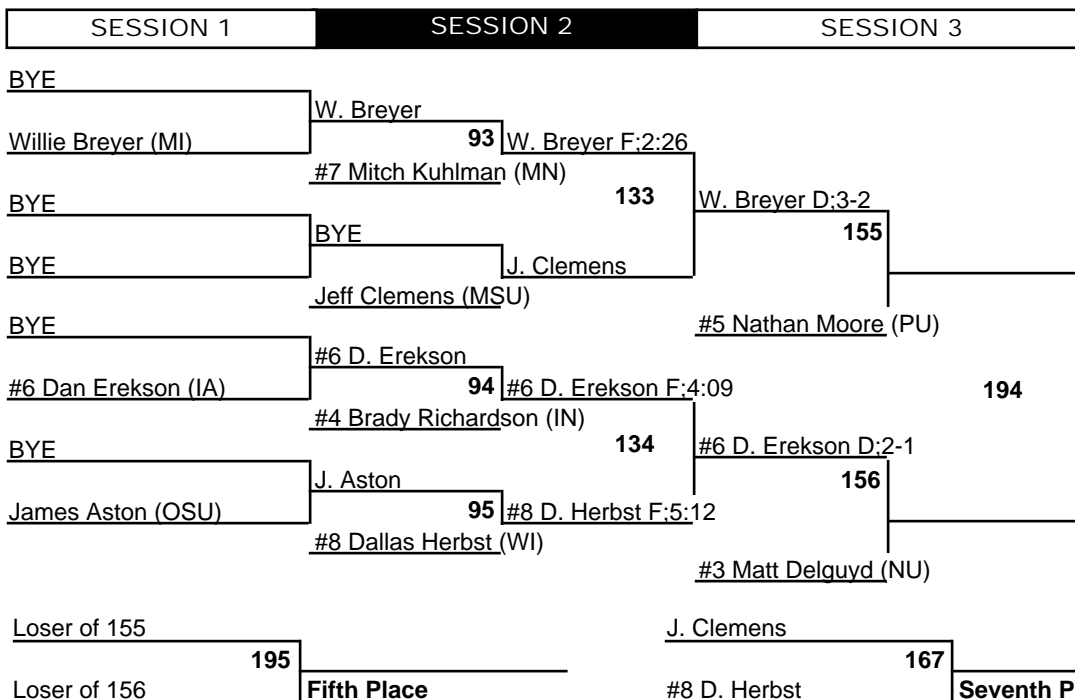 SESSION 1 SESSION 2 SESSION 3
BYE
W. Breyer
Willie Breyer (MI) 93 W. Breyer F;2:26
#7 Mitch Kuhlman (MN)
BYE 133 W. Breyer D;3-2
BYE 155
BYE J. Clemens
Jeff Clemens (MSU)
BYE #5 Nathan Moore (PU)
#6 D. Erekson
#6 Dan Erekson (IA) 94 #6 D. Erekson F;4:09 194
#4 Brady Richardson (IN)
BYE 134 #6 D. Erekson D;2-1
J. Aston 156
James Aston (OSU) 95 #8 D. Herbst F;5:12
#8 Dallas Herbst (WI)
#3 Matt Delguyd (NU)
Loser of 155 J. Clemens
195 167
Loser of 156 Fifth Place #8 D. Herbst Seventh P